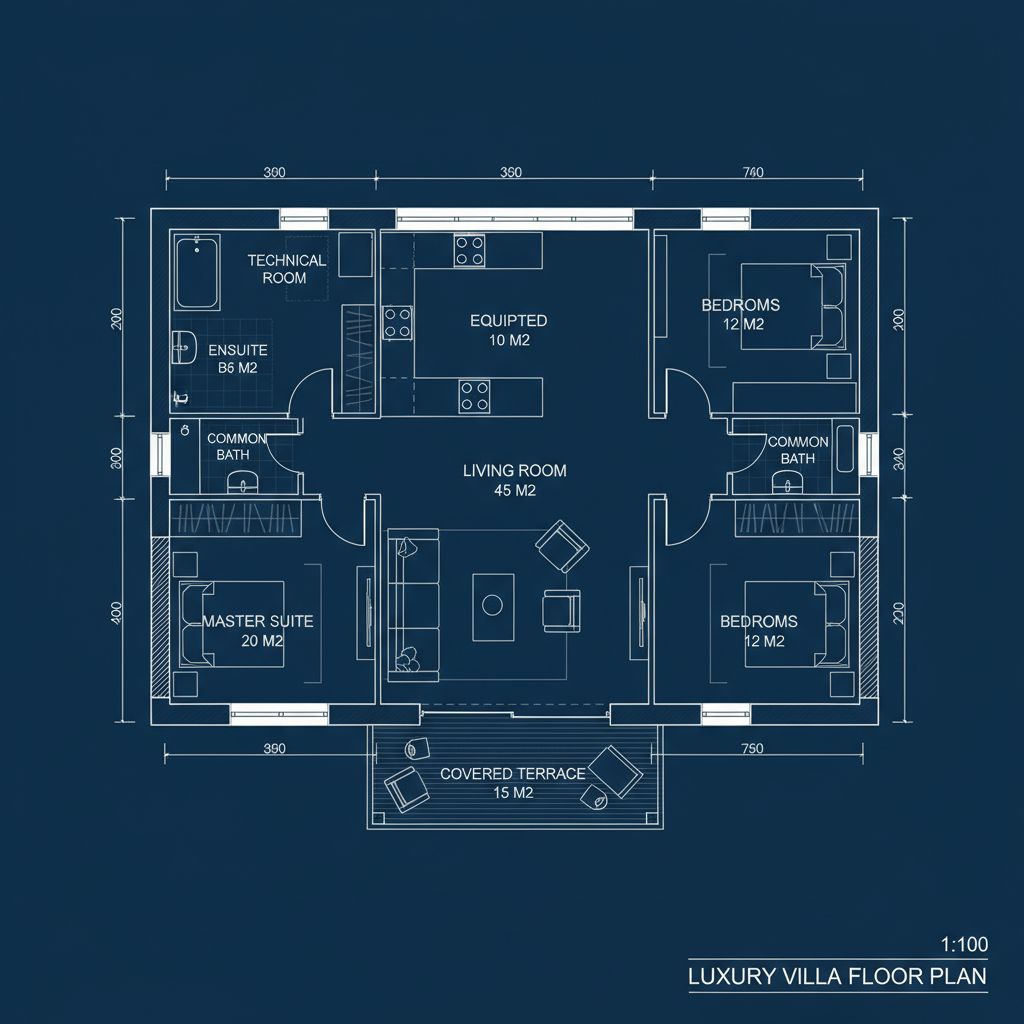 390
350
740
TECHNICAL
ROOM
ENSUITE
B6 M2
EQUIPTED
10 M2
BEDROMS
12 M2
200
200
COMMON
BATH
LIVING ROOM
45 M2
COMMON
BATH
300
340
MASTER SUITE
20 M2
BEDROMS
12 M2
400
220
390
750
COVERED TERRACE
15 M2
1:100
LUXURY VILLA FLOOR PLAN